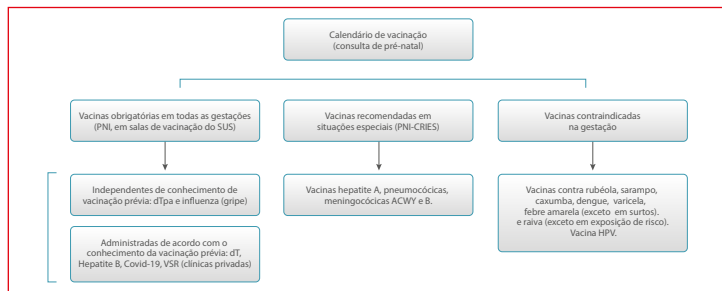 Calendário de vacinação
(consulta de pré-natal)
Vacinas obrigatórias em todas as gestações
(PNI, em salas de vacinação do SUS)
Vacinas recomendadas em
situações especiais (PNI-CRIES)
Vacinas contraindicadas
na gestação
Independentes de conhecimento de
vacinação prévia: dTpa e influenza (gripe)
Administradas de acordo com o
conhecimento da vacinação prévia: dT,
Hepatite B, Covid-19, VSR (clínicas privadas)
Vacinas hepatite A, pneumocócicas,
meningocócicas ACWY e B.
Vacinas contra rubéola, sarampo,
caxumba, dengue, varicela,
febre amarela (exceto em surtos).
e raiva (exceto em exposição de risco).
Vacina HPV.